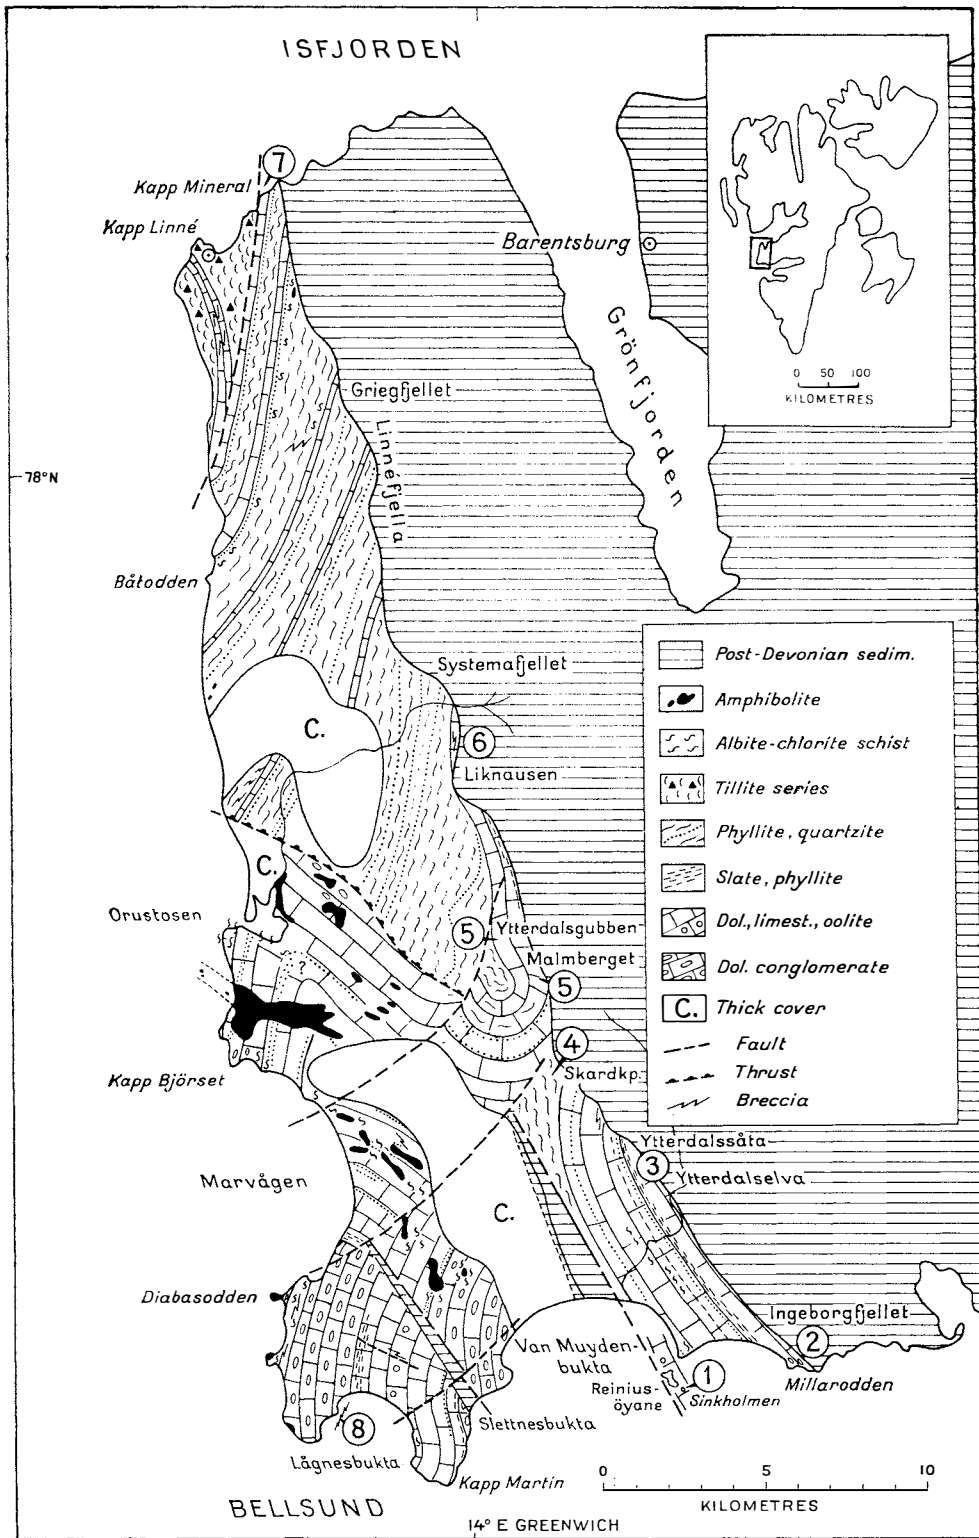 ISFJORDEN
7
Kapp Mineral
Kapp Linné
Barentsburg
Grönfjorden
0 50 100
KILOMETRES
Griegfjellet
Linnéfjella
78°N
Båtodden
Systemafjellet
C.
6
Liknausen
C.
Orustosen
5
Ytterdalsgubben
Malmberget
5
?
4
Skardkp.
Kapp Björset
Ytterdalssåta
3
Ytterdalselva
Marvågen
C.
Diabasodden
Ingeborgfjellet
2
Van Muyden-
bukta
Reinius-
öyane
1
Sinkholmen
Millarodden
Slettnesbukta
8
Lågnesbukta
Kapp Martin
BELLSUND
14° E GREENWICH
Post-Devonian sedim.
Amphibolite
Albite-chlorite schist
Tillite series
Phyllite, quartzite
Slate, phyllite
Dol., limest., oolite
Dol. conglomerate
C. Thick cover
Fault
Thrust
Breccia
0 5 10
KILOMETRES